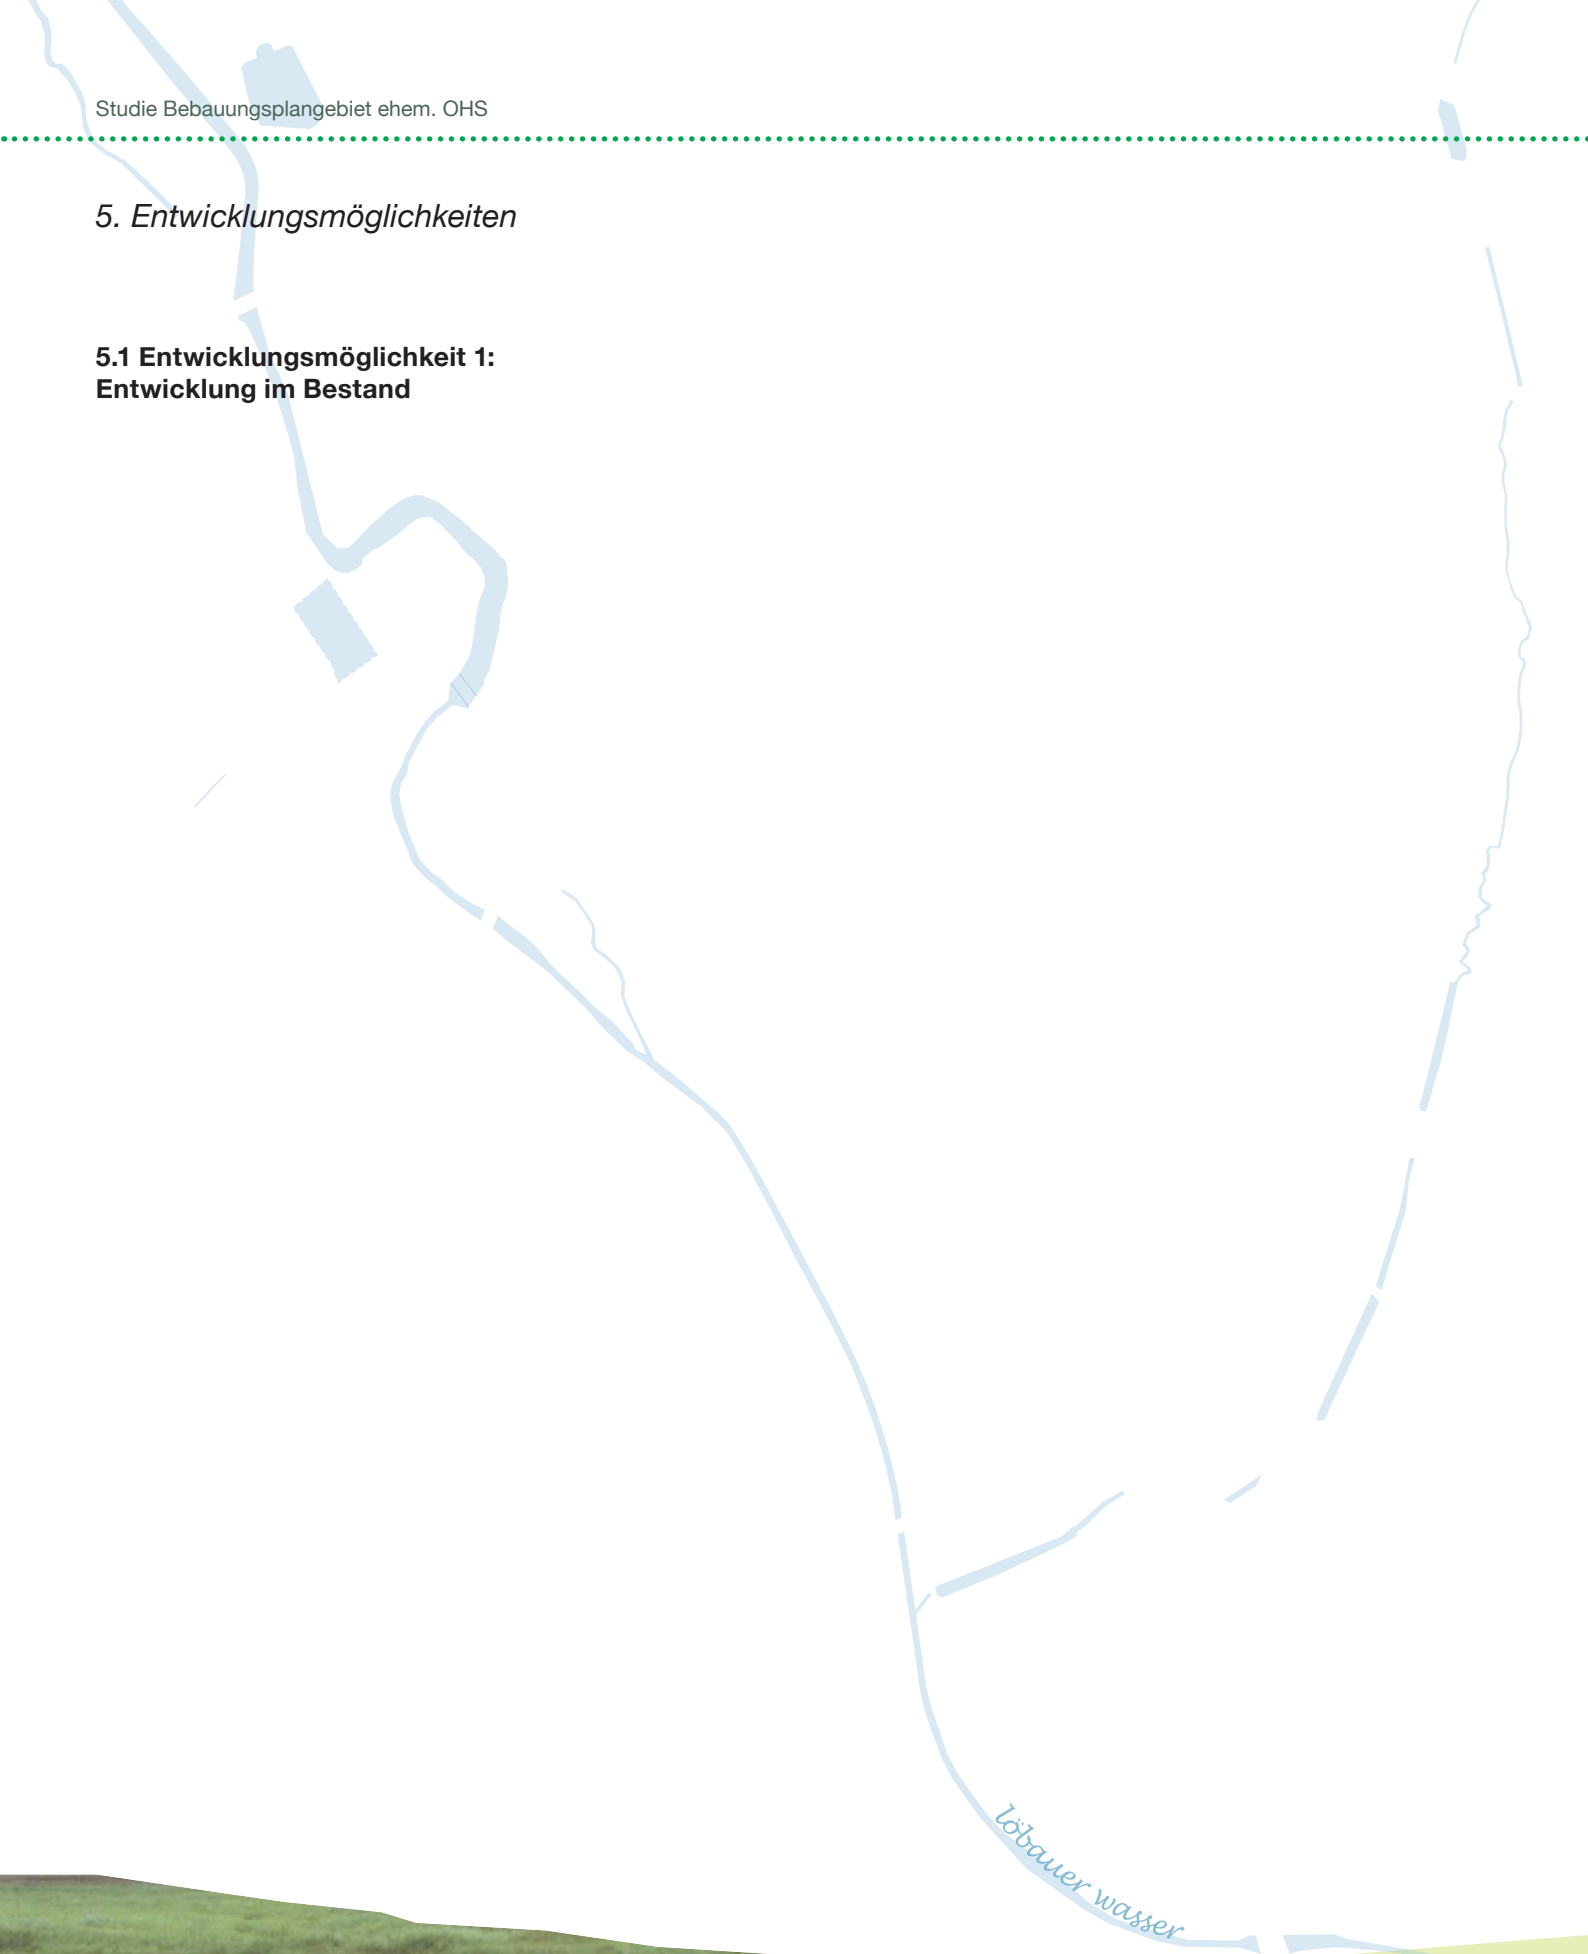 Studie Bebauungsplangebiet ehem. OHS
5. Entwicklungsmöglichkeiten
5.1 Entwicklungsmöglichkeit 1:
Entwicklung im Bestand
löbauer wasser